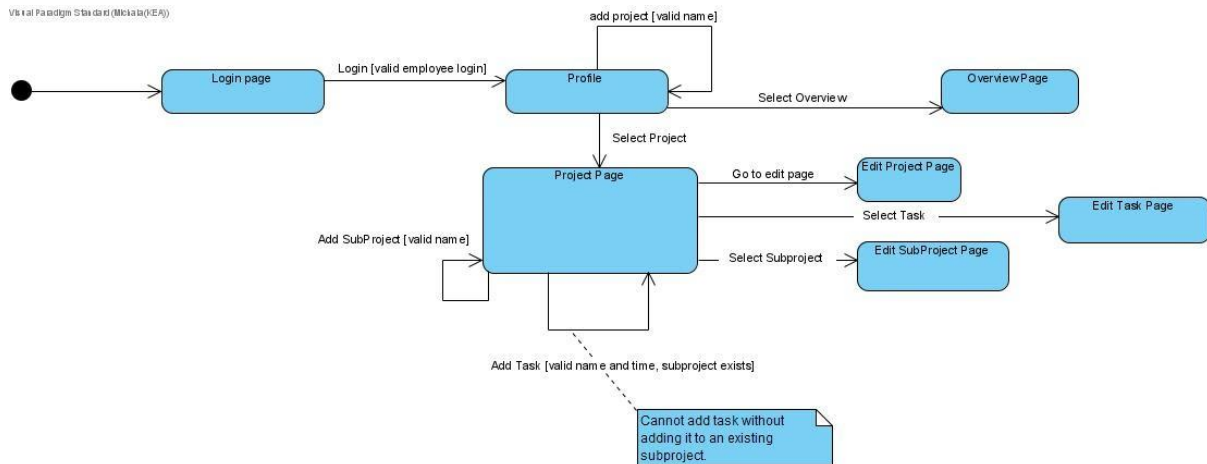 Visual Paradigm Standard (Michala(KEA))
add project [valid name]
Login page
Login [valid employee login]
Profile
Overview Page
Select Overview
Select Project
Project Page
Go to edit page
Edit Project Page
Select Task
Edit Task Page
Add SubProject [valid name]
Select Subproject
Edit SubProject Page
Add Task [valid name and time, subproject exists]
Cannot add task without
adding it to an existing
subproject.